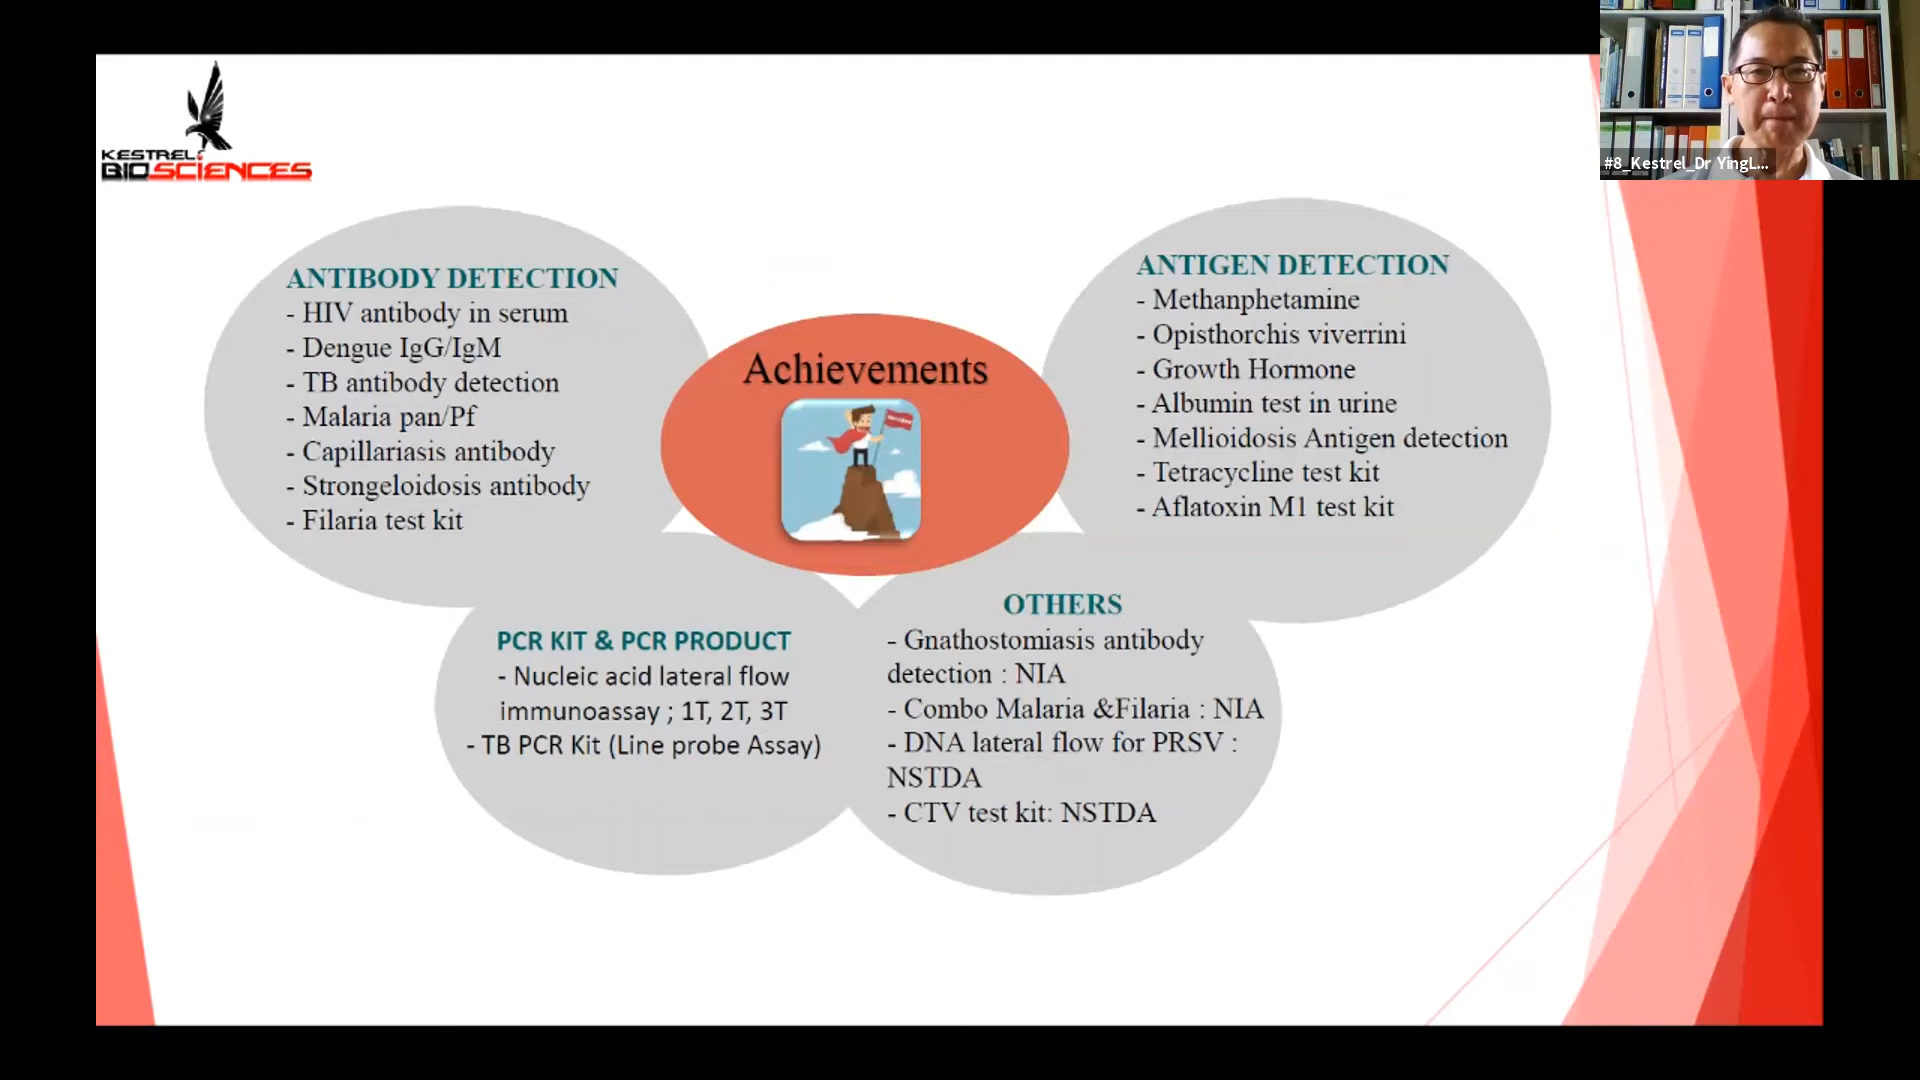 KESTREL
BIOSCIENCES
#8_Kestrel_Dr YingL...
ANTIBODY DETECTION
- HIV antibody in serum
- Dengue IgG/IgM
- TB antibody detection
- Malaria pan/Pf
- Capillariasis antibody
- Strongeloidosis antibody
- Filaria test kit
Achievements
ANTIGEN DETECTION
- Methanphetamine
- Opisthorchis viverrini
- Growth Hormone
- Albumin test in urine
- Mellioidosis Antigen detection
- Tetracycline test kit
- Aflatoxin M1 test kit
PCR KIT & PCR PRODUCT
- Nucleic acid lateral flow
immunoassay ; 1T, 2T, 3T
- TB PCR Kit (Line probe Assay)
OTHERS
- Gnathostomiasis antibody
detection : NIA
- Combo Malaria &Filaria : NIA
- DNA lateral flow for PRSV :
NSTDA
- CTV test kit: NSTDA